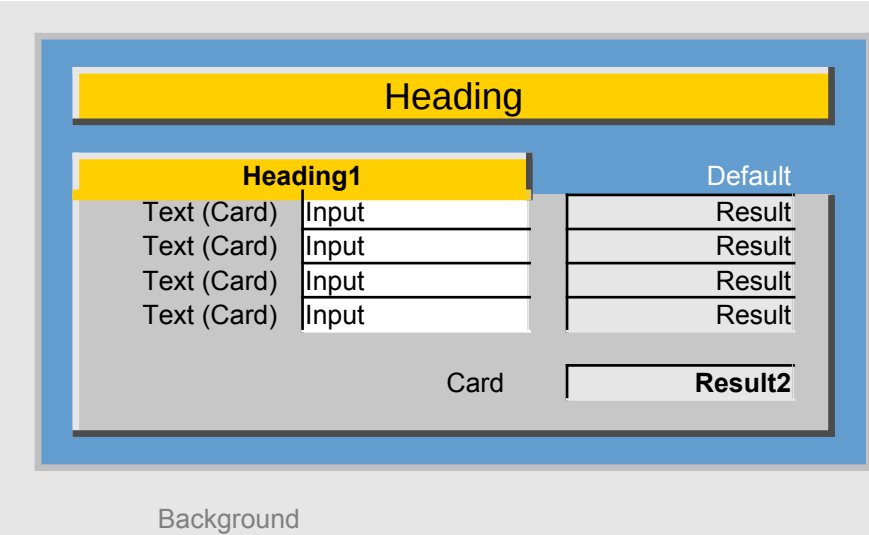 Heading
Heading1 Default
Text (Card) Input Result
Text (Card) Input Result
Text (Card) Input Result
Text (Card) Input Result
Card Result2
Background